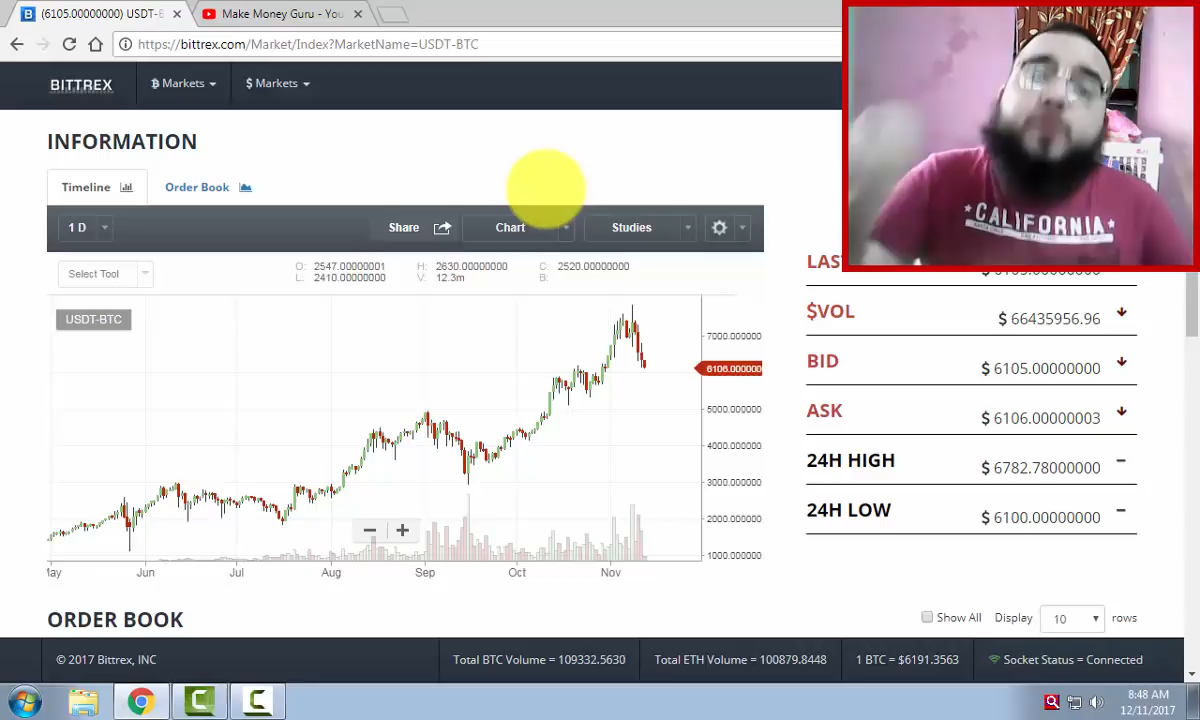 (6105.00000000) USDT-B
Make Money Guru - You
https://bittrex.com/Market/Index?MarketName=USDT-BTC
BITTREX
₿ Markets
$ Markets
INFORMATION
Timeline
Order Book
1 D
Share
Chart
Studies
Select Tool
O: 2547.00000001 H: 2630.00000000 C: 2520.00000000
L: 2410.00000000 V: 12.3m B:
USDT-BTC
7000.000000
6106.0000000
5000.000000
4000.000000
3000.000000
2000.000000
1000.000000
May Jun Jul Aug Sep Oct Nov
CALIFORNIA
LAS
$VOL $ 66435956.96
BID $ 6105.00000000
ASK $ 6106.00000003
24H HIGH $ 6782.78000000
24H LOW $ 6100.00000000
ORDER BOOK
Show All Display 10 rows
© 2017 Bittrex, INC
Total BTC Volume = 109332.5630
Total ETH Volume = 100879.8448
1 BTC = $6191.3563
Socket Status = Connected
8:48 AM
12/11/2017